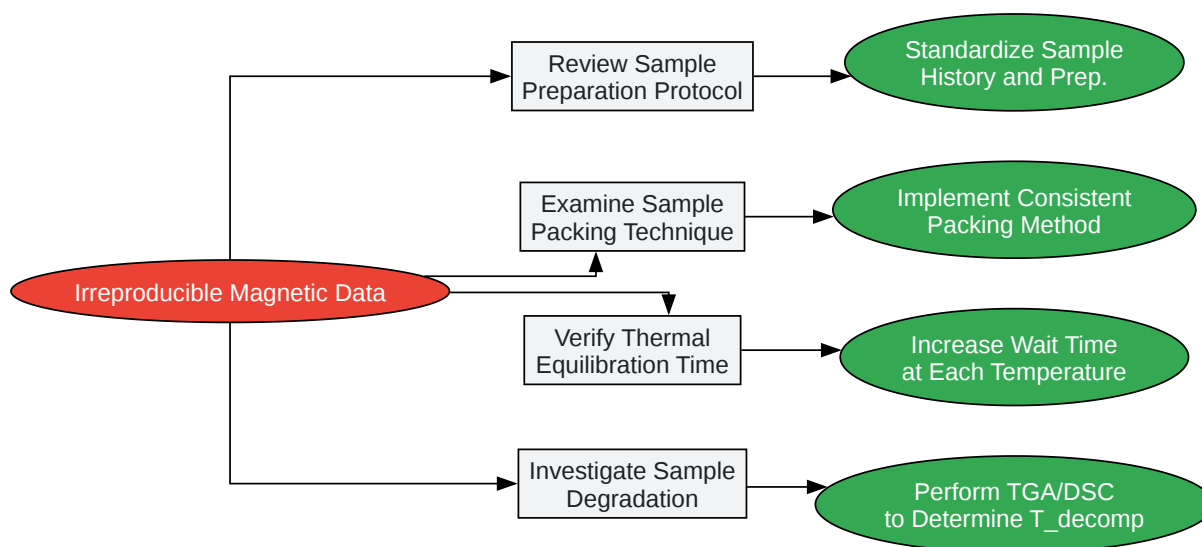 Review Sample
Preparation Protocol
Standardize Sample
History and Prep.
Examine Sample
Packing Technique
Implement Consistent
Packing Method
Irreproducible Magnetic Data
Verify Thermal
Equilibration Time
Increase Wait Time
at Each Temperature
Investigate Sample
Degradation
Perform TGA/DSC
to Determine T_decomp